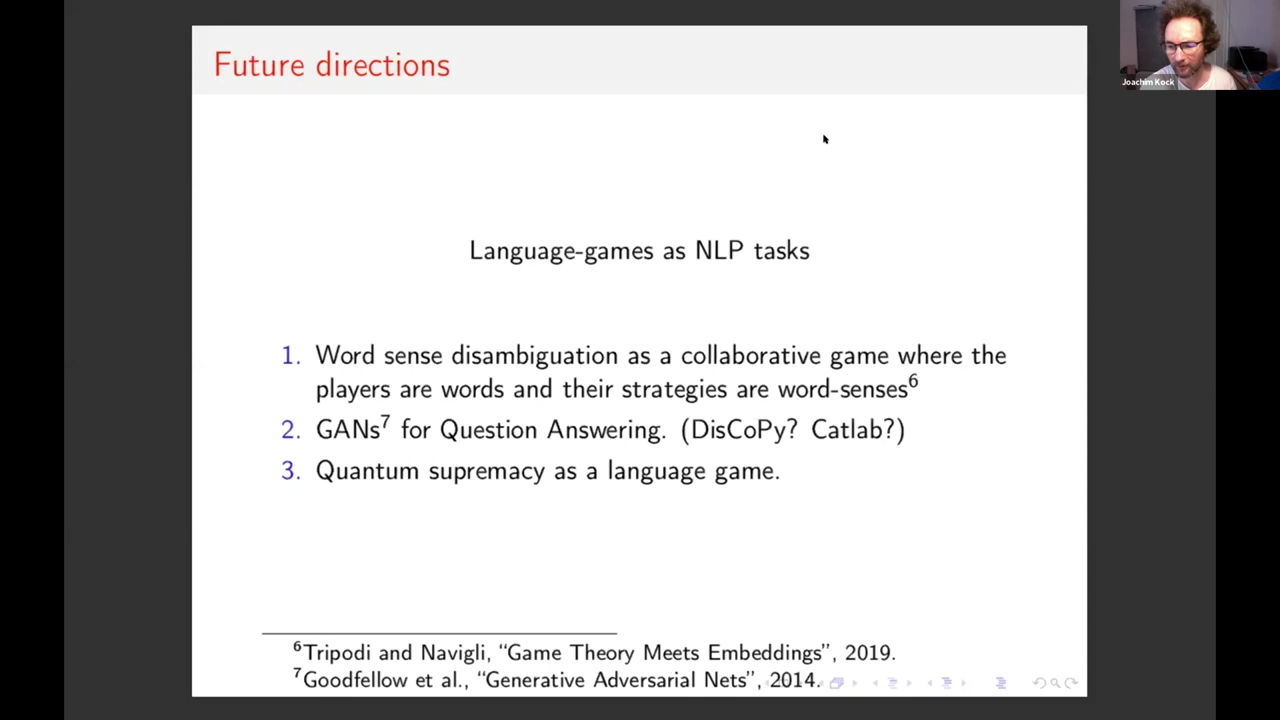 Future directions
Joachim Kock
Language-games as NLP tasks
1. Word sense disambiguation as a collaborative game where the
players are words and their strategies are word-senses⁶
2. GANs⁷ for Question Answering. (DisCoPy? Catlab?)
3. Quantum supremacy as a language game.
⁶Tripodi and Navigli, “Game Theory Meets Embeddings”, 2019.
⁷Goodfellow et al., “Generative Adversarial Nets”, 2014.